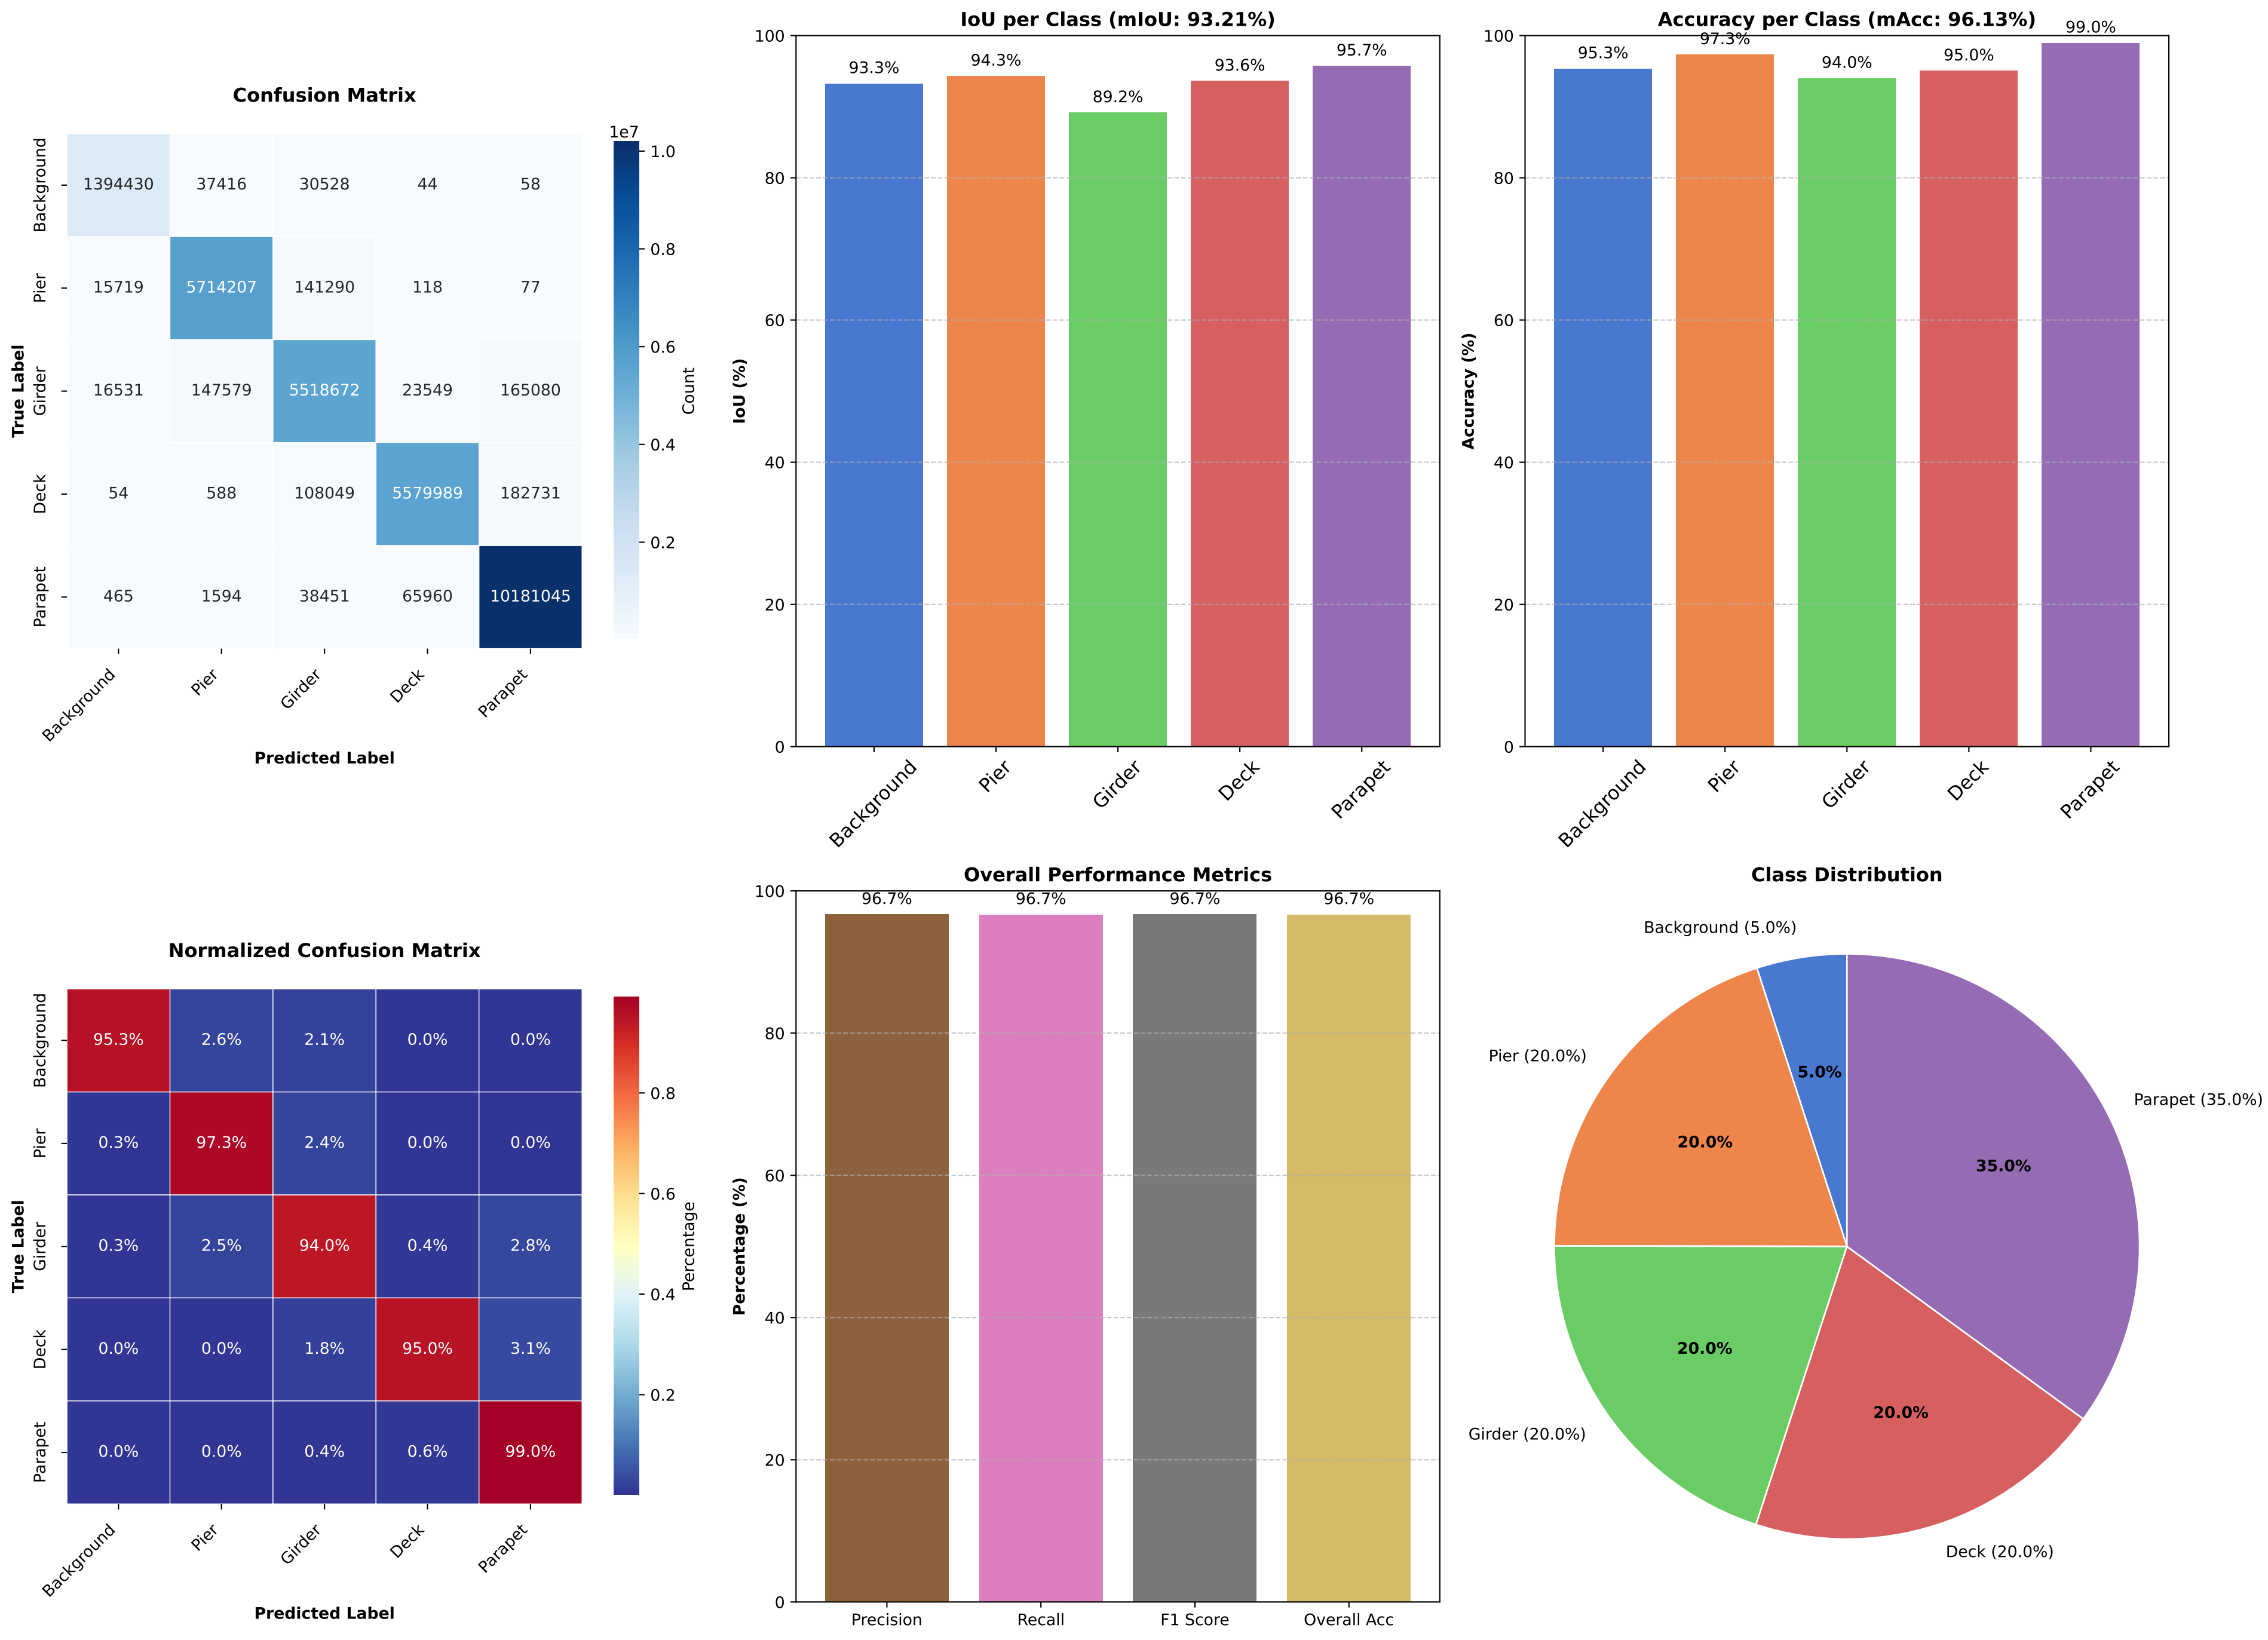 Confusion Matrix
1e7
Background 1394430 37416 30528 44 58
Pier 15719 5714207 141290 118 77
Girder 16531 147579 5518672 23549 165080
Deck 54 588 108049 5579989 182731
Parapet 465 1594 38451 65960 10181045
True Label
Background Pier Girder Deck Parapet
Predicted Label
1.0
0.8
0.6
0.4
0.2
Count
IoU per Class (mIoU: 93.21%)
100
80
60
40
20
0
IoU (%)
93.3% 94.3% 89.2% 93.6% 95.7%
Background Pier Girder Deck Parapet
Accuracy per Class (mAcc: 96.13%)
100
80
60
40
20
0
Accuracy (%)
95.3% 97.3% 94.0% 95.0% 99.0%
Background Pier Girder Deck Parapet
Normalized Confusion Matrix
Background 95.3% 2.6% 2.1% 0.0% 0.0%
Pier 0.3% 97.3% 2.4% 0.0% 0.0%
Girder 0.3% 2.5% 94.0% 0.4% 2.8%
Deck 0.0% 0.0% 1.8% 95.0% 3.1%
Parapet 0.0% 0.0% 0.4% 0.6% 99.0%
True Label
Background Pier Girder Deck Parapet
Predicted Label
0.8
0.6
0.4
0.2
Percentage
Overall Performance Metrics
100
80
60
40
20
0
Percentage (%)
96.7% 96.7% 96.7% 96.7%
Precision Recall F1 Score Overall Acc
Class Distribution
Background (5.0%)
Pier (20.0%)
Girder (20.0%)
Deck (20.0%)
Parapet (35.0%)
5.0%
20.0%
20.0%
20.0%
35.0%